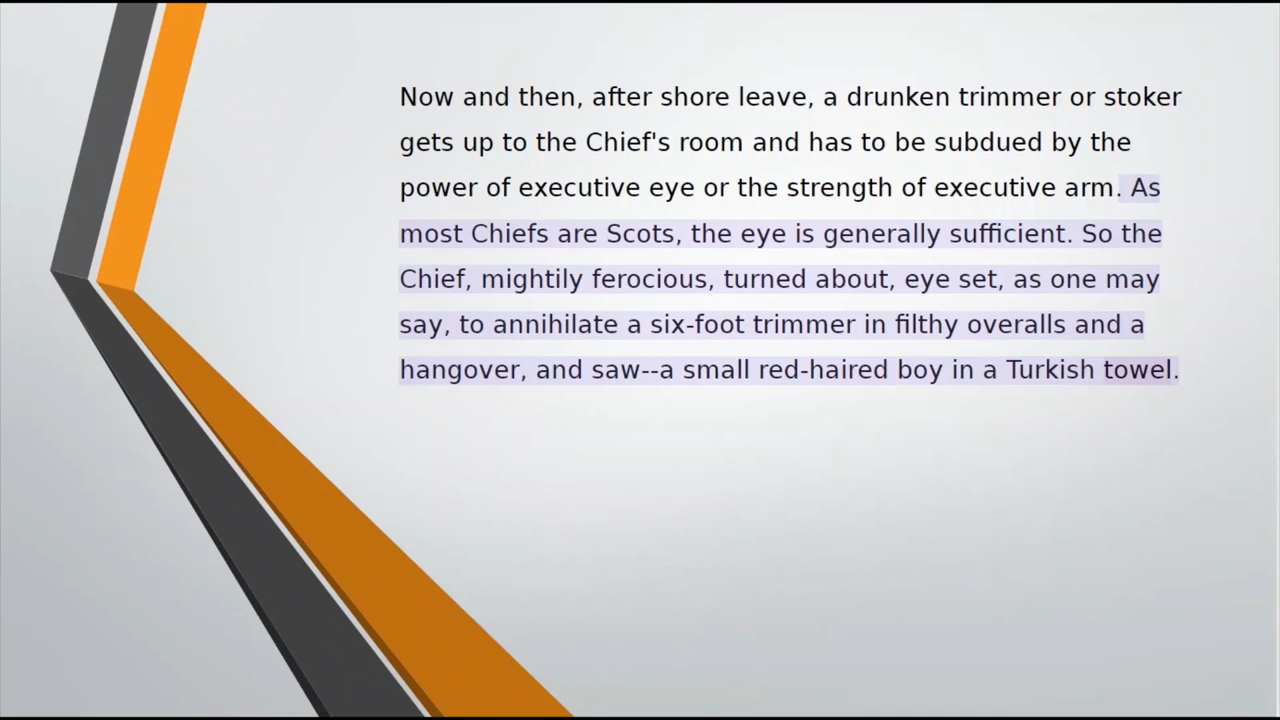 Now and then, after shore leave, a drunken trimmer or stoker
gets up to the Chief's room and has to be subdued by the
power of executive eye or the strength of executive arm. As
most Chiefs are Scots, the eye is generally sufficient. So the
Chief, mightily ferocious, turned about, eye set, as one may
say, to annihilate a six-foot trimmer in filthy overalls and a
hangover, and saw--a small red-haired boy in a Turkish towel.